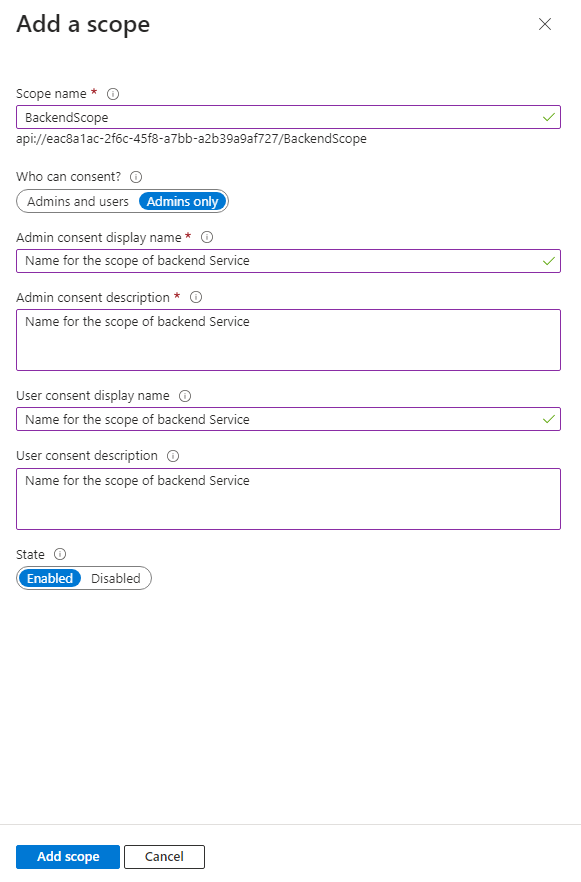 Add a scope
Scope name *
BackendScope
api://eac8a1ac-2f6c-45f8-a7bb-a2b39a9af727/BackendScope
Who can consent?
Admins and users Admins only
Admin consent display name *
Name for the scope of backend Service
Admin consent description *
Name for the scope of backend Service
User consent display name
Name for the scope of backend Service
User consent description
Name for the scope of backend Service
State
Enabled Disabled
Add scope Cancel